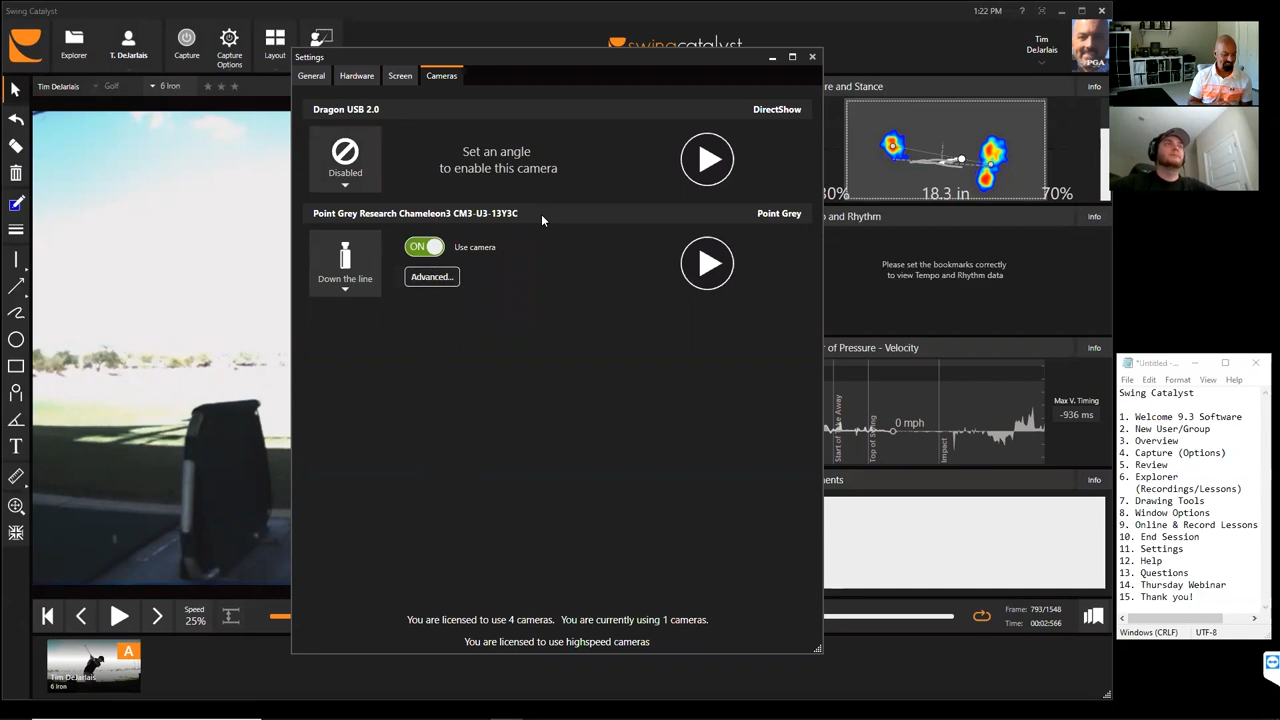 Swing Catalyst
1:22 PM
?
Explorer
T. DeJarlais
Capture
Capture
Options
Layout
swingcatalyst
Tim
DeJarlais
PGA
Settings
General
Hardware
Screen
Cameras
Tim DeJarlais
Golf
6 Iron
Dragon USB 2.0
DirectShow
Disabled
Set an angle
to enable this camera
Point Grey Research Chameleon3 CM3-U3-13Y3C
Point Grey
Down the line
ON
Use camera
Advanced...
You are licensed to use 4 cameras. You are currently using 1 cameras.
You are licensed to use highspeed cameras
re and Stance
Info
30%
18.3 in
70%
o and Rhythm
Info
Please set the bookmarks correctly
to view Tempo and Rhythm data
of Pressure - Velocity
Info
Top of Swing
0 mph
Impact
Max V. Timing
-936 ms
ments
Info
Speed
25%
Frame: 793/1548
Time: 00:02:566
A
Tim DeJarlais
6 Iron
T
*Untitled -...
File Edit Format View Help
Swing Catalyst
1. Welcome 9.3 Software
2. New User/Group
3. Overview
4. Capture (Options)
5. Review
6. Explorer
(Recordings/Lessons)
7. Drawing Tools
8. Window Options
9. Online & Record Lessons
10. End Session
11. Settings
12. Help
13. Questions
14. Thursday Webinar
15. Thank you!
Windows (CRLF)
UTF-8